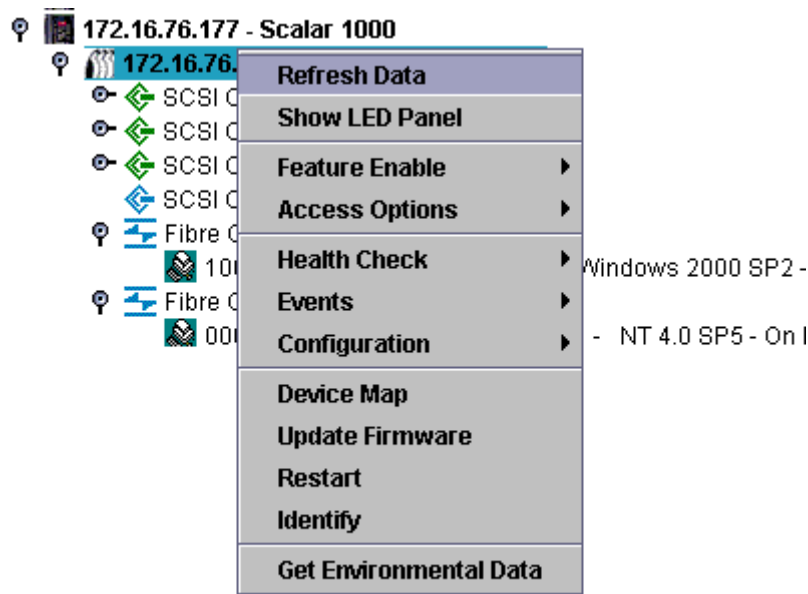 172.16.76.177 - Scalar 1000
172.16.76.
SCSI C
SCSI C
SCSI C
SCSI C
Fibre C
100
Windows 2000 SP2 -
Fibre C
000
- NT 4.0 SP5 - On
Refresh Data
Show LED Panel
Feature Enable
Access Options
Health Check
Events
Configuration
Device Map
Update Firmware
Restart
Identify
Get Environmental Data